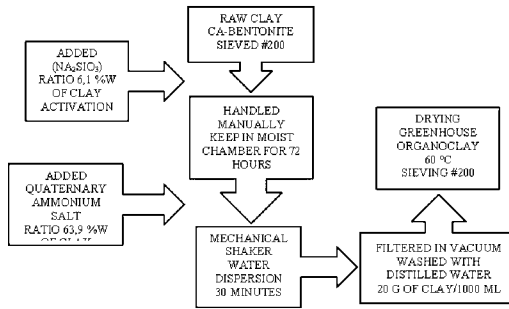 RAW CLAY
CA-BENTONITE
SIEVED #200
ADDED
(NA₂SIO₃)
RATIO 6,1 %W
OF CLAY
ACTIVATION
HANDLED
MANUALLY
KEEP IN MOIST
CHAMBER FOR 72
HOURS
ADDED
QUATERNARY
AMMONIUM
SALT
RATIO 63,9 %W
OF CLAY
MECHANICAL
SHAKER
WATER
DISPERSION
30 MINUTES
FILTERED IN VACUUM
WASHED WITH
DISTILLED WATER
20 G OF CLAY/1000 ML
DRYING
GREENHOUSE
ORGANOCLAY
60 °C
SIEVING #200